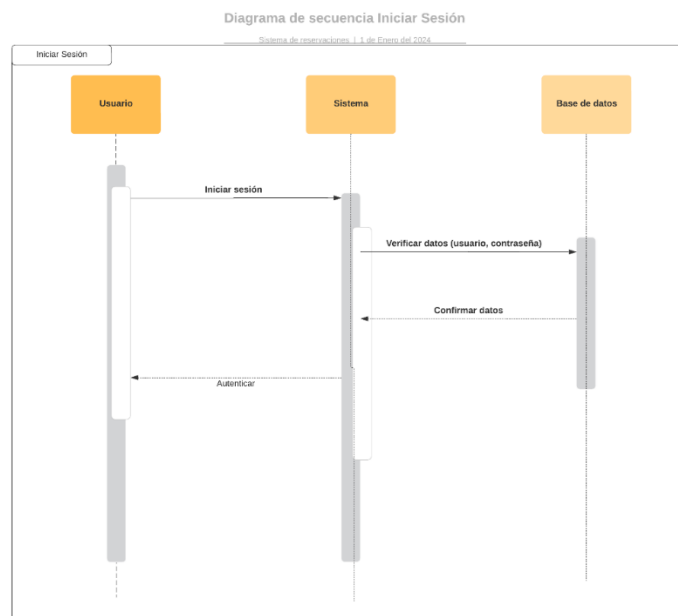 Diagrama de secuencia Iniciar Sesión
Sistema de reservaciones | 1 de Enero del 2024
Iniciar Sesión
Usuario
Sistema
Base de datos
Iniciar sesión
Verificar datos (usuario, contraseña)
Confirmar datos
Autenticar